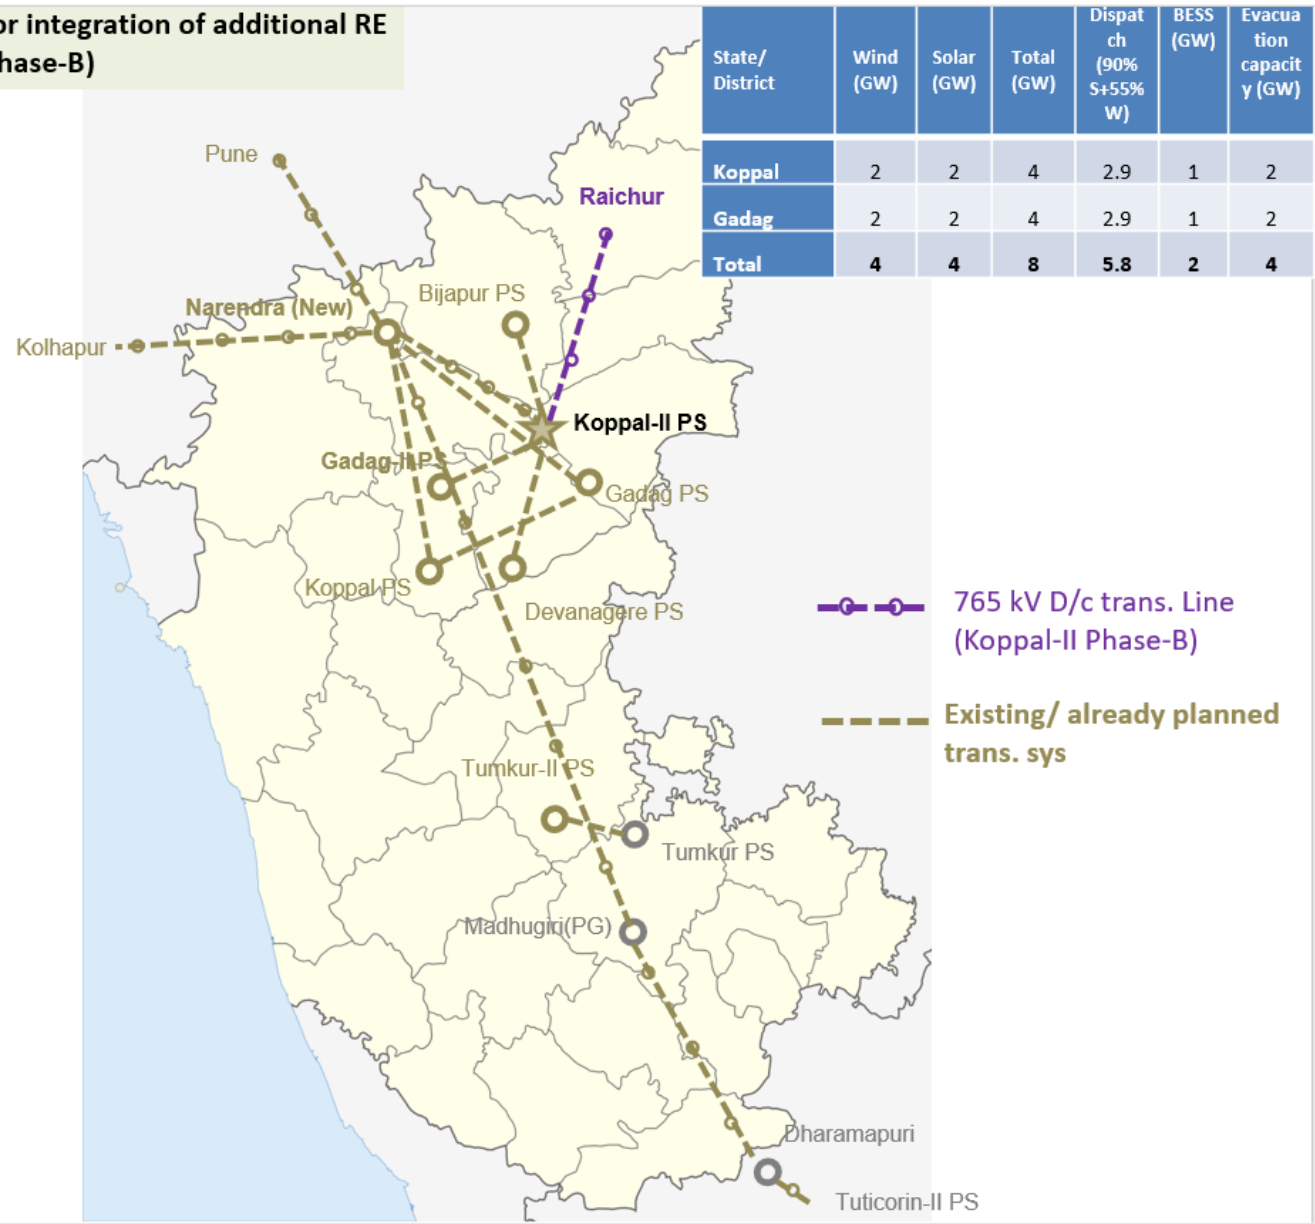 or integration of additional RE
hase-B)
State/ District | Wind (GW) | Solar (GW) | Total (GW) | Dispat ch (90% S+55% W) | BESS (GW) | Evacua tion capacit y (GW)
Koppal | 2 | 2 | 4 | 2.9 | 1 | 2
Gadag | 2 | 2 | 4 | 2.9 | 1 | 2
Total | 4 | 4 | 8 | 5.8 | 2 | 4
Pune
Raichur
Bijapur PS
Narendra (New)
Kolhapur
Koppal-II PS
Gadag-II PS
Gadag PS
Koppal PS
Devanagere PS
765 kV D/c trans. Line
(Koppal-II Phase-B)
Existing/ already planned
trans. sys
Tumkur-II PS
Tumkur PS
Madhugiri(PG)
Dharamapuri
Tuticorin-II PS